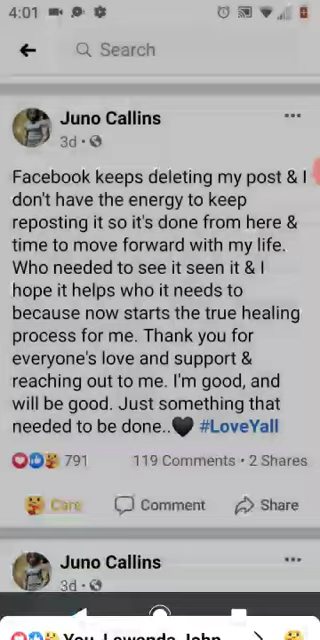 4:01
Search
Juno Callins
3d
Facebook keeps deleting my post & I
don't have the energy to keep
reposting it so it's done from here &
time to move forward with my life.
Who needed to see it seen it & I
hope it helps who it needs to
because now starts the true healing
process for me. Thank you for
everyone's love and support &
reaching out to me. I'm good, and
will be good. Just something that
needed to be done..🖤 #LoveYall
791 119 Comments • 2 Shares
Care Comment Share
Juno Callins
3d
You, Lawanda, John